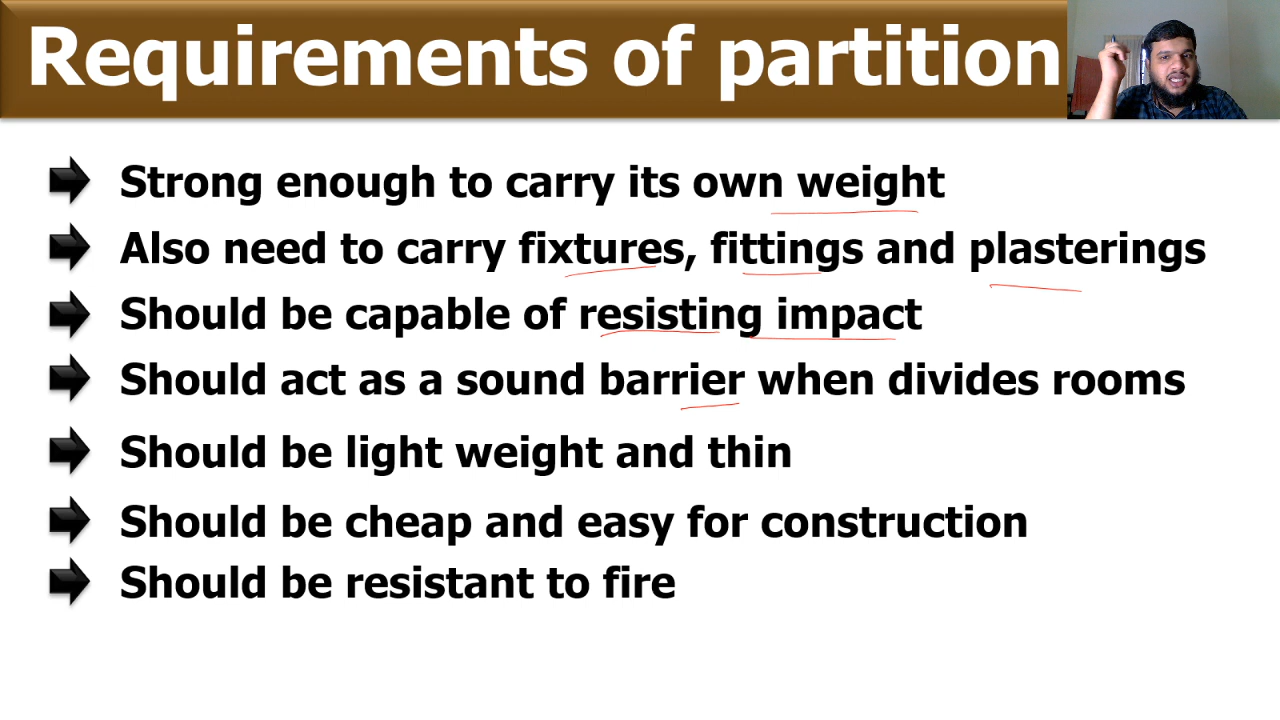 Requirements of partition
Strong enough to carry its own weight
Also need to carry fixtures, fittings and plasterings
Should be capable of resisting impact
Should act as a sound barrier when divides rooms
Should be light weight and thin
Should be cheap and easy for construction
Should be resistant to fire